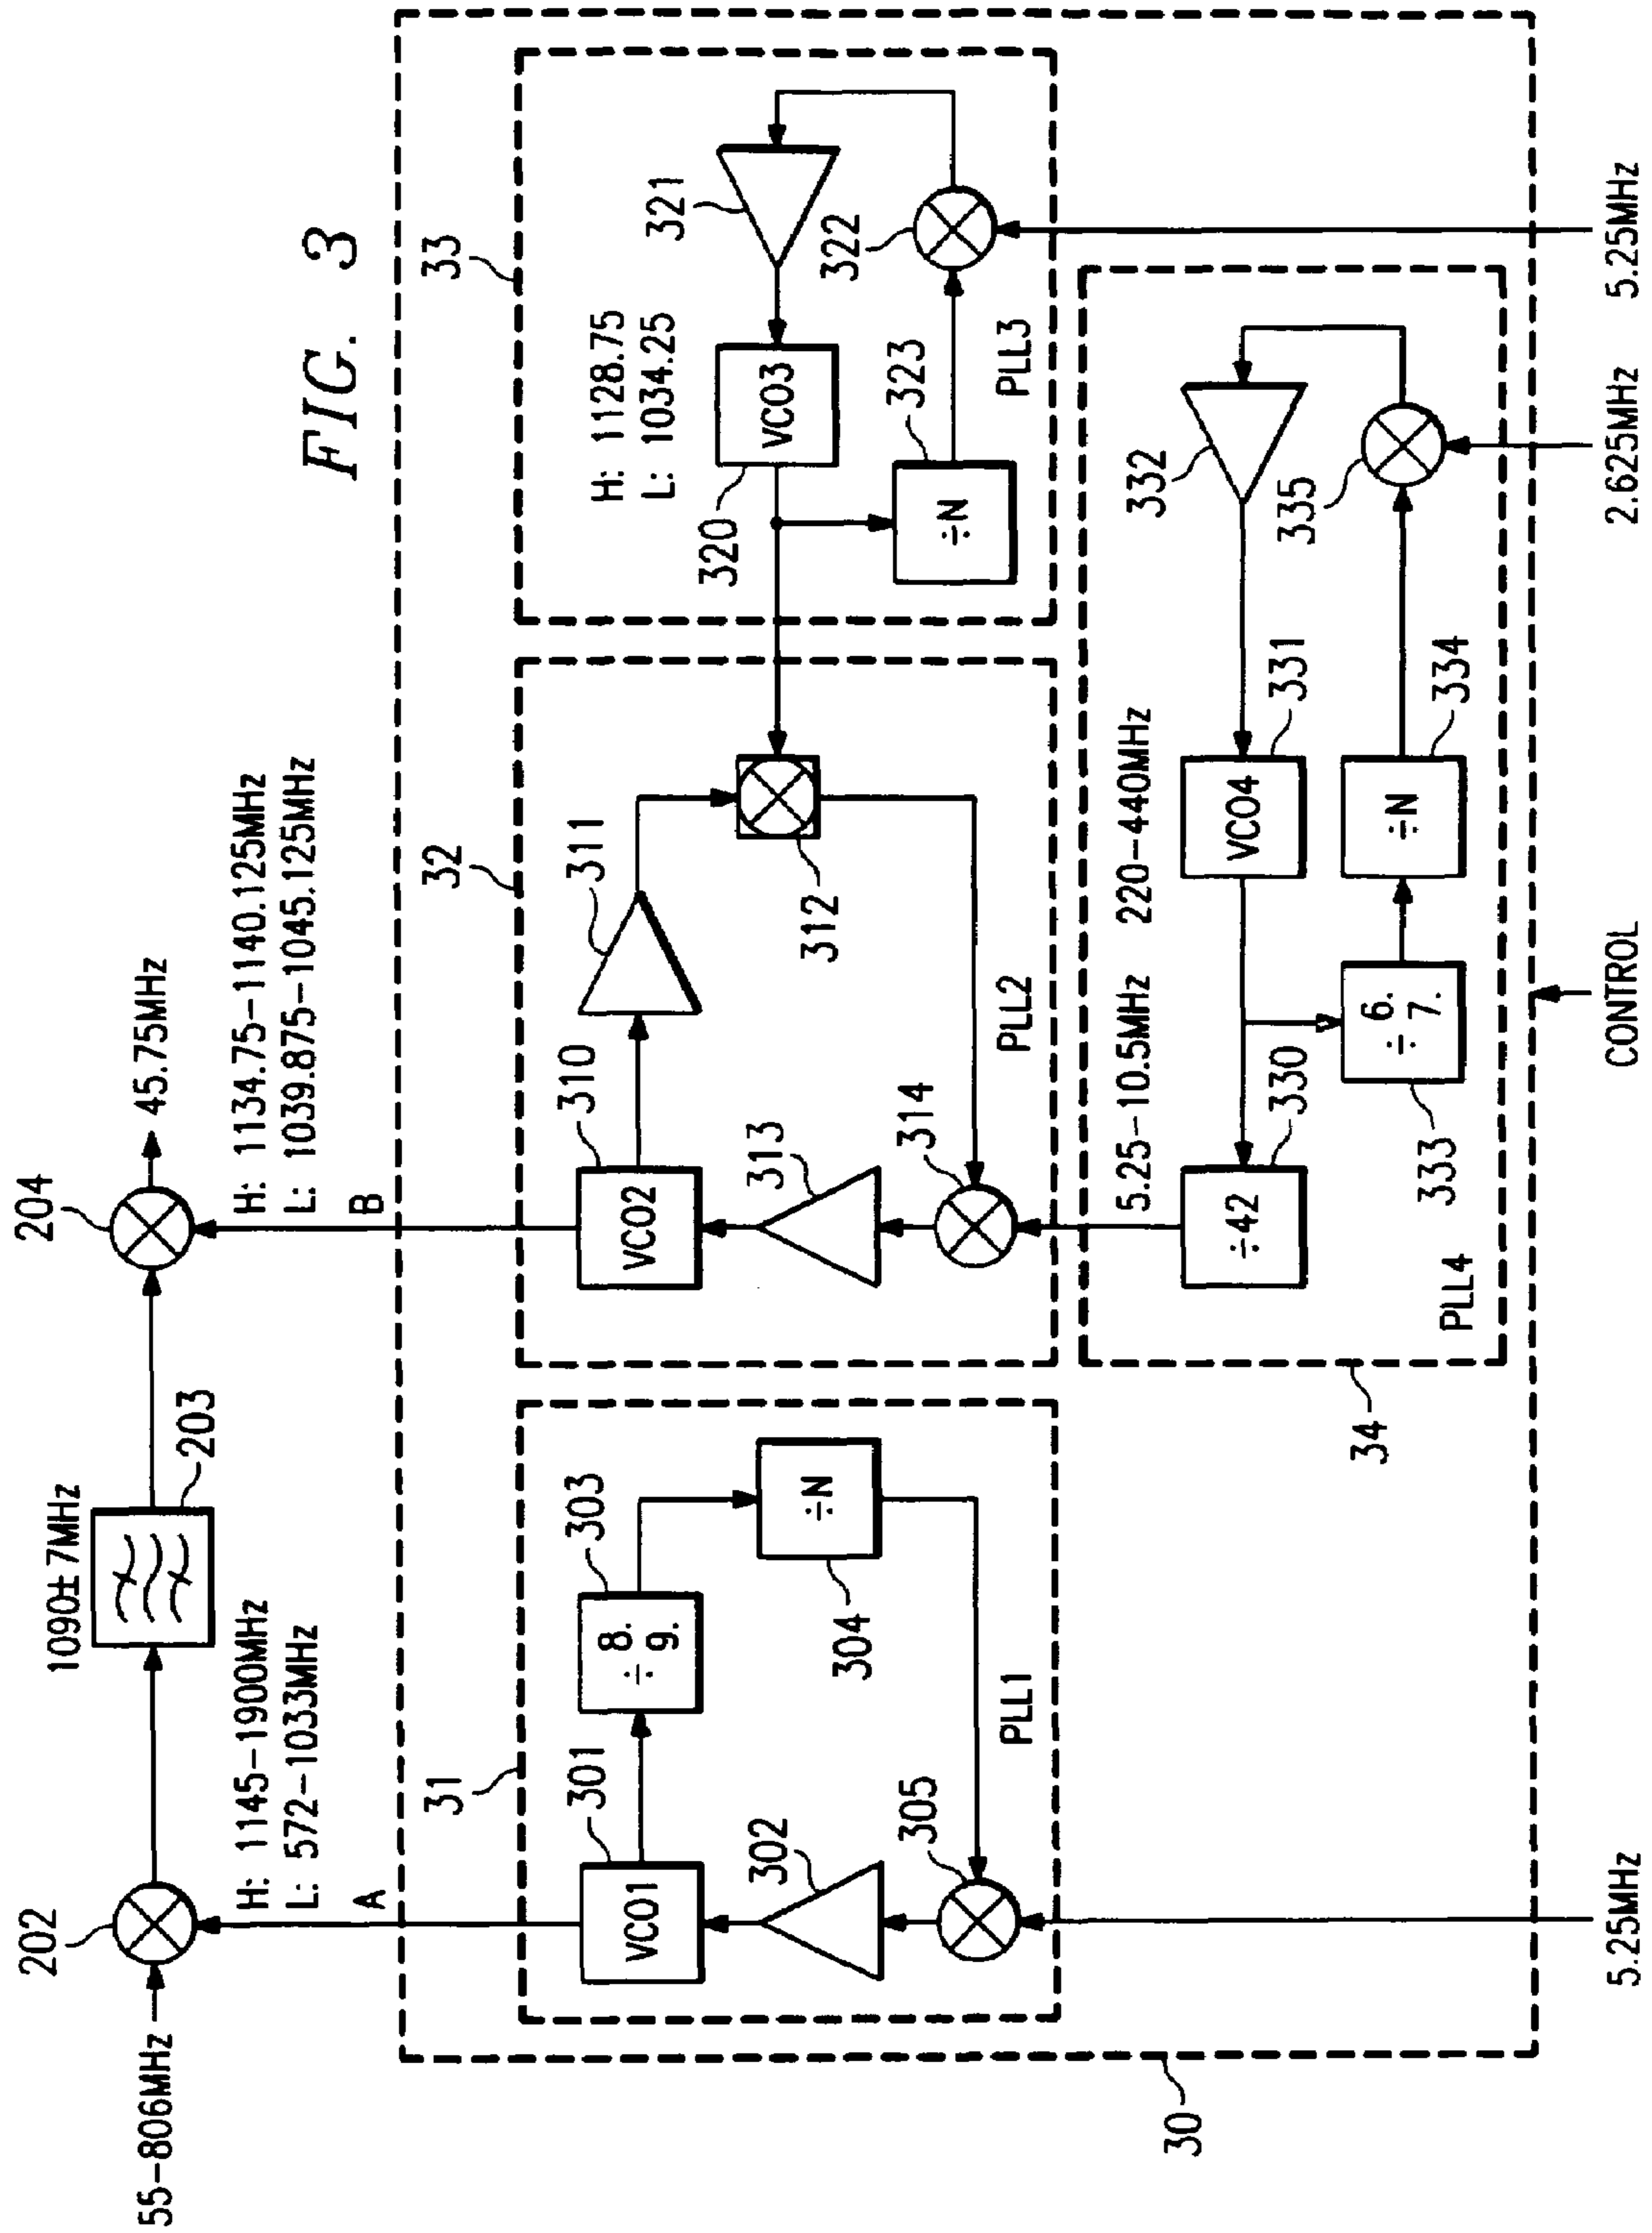 FIG. 3
55-806MHz
202
1090±7MHz
203
204
45.75MHz
H: 1145-1900MHz
L: 572-1033MHz
A
H: 1134.75-1140.125MHz
L: 1039.875-1045.125MHz
B
30
31
VCO1
301
302
÷ 8. 9.
303
÷N
304
305
PLL1
5.25MHz
32
VCO2
310
311
312
313
314
PLL2
33
H: 1128.75
L: 1034.25
VCO3
320
321
322
÷N
323
PLL3
5.25MHz
34
5.25-10.5MHz
220-440MHz
÷42
330
VCO4
331
332
÷ 6. 7.
333
÷N
334
335
PLL4
2.625MHz
CONTROL